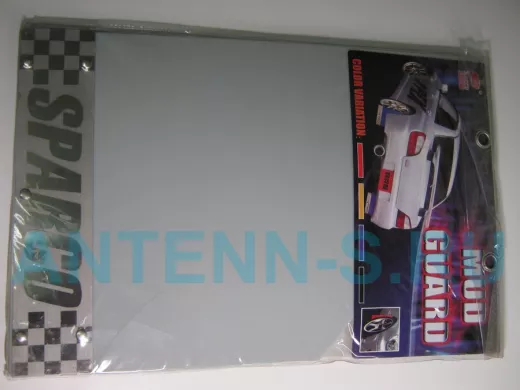 SPARCO
COLOR VARIATION:
MUD
GUARD
ANTENN-S.RU